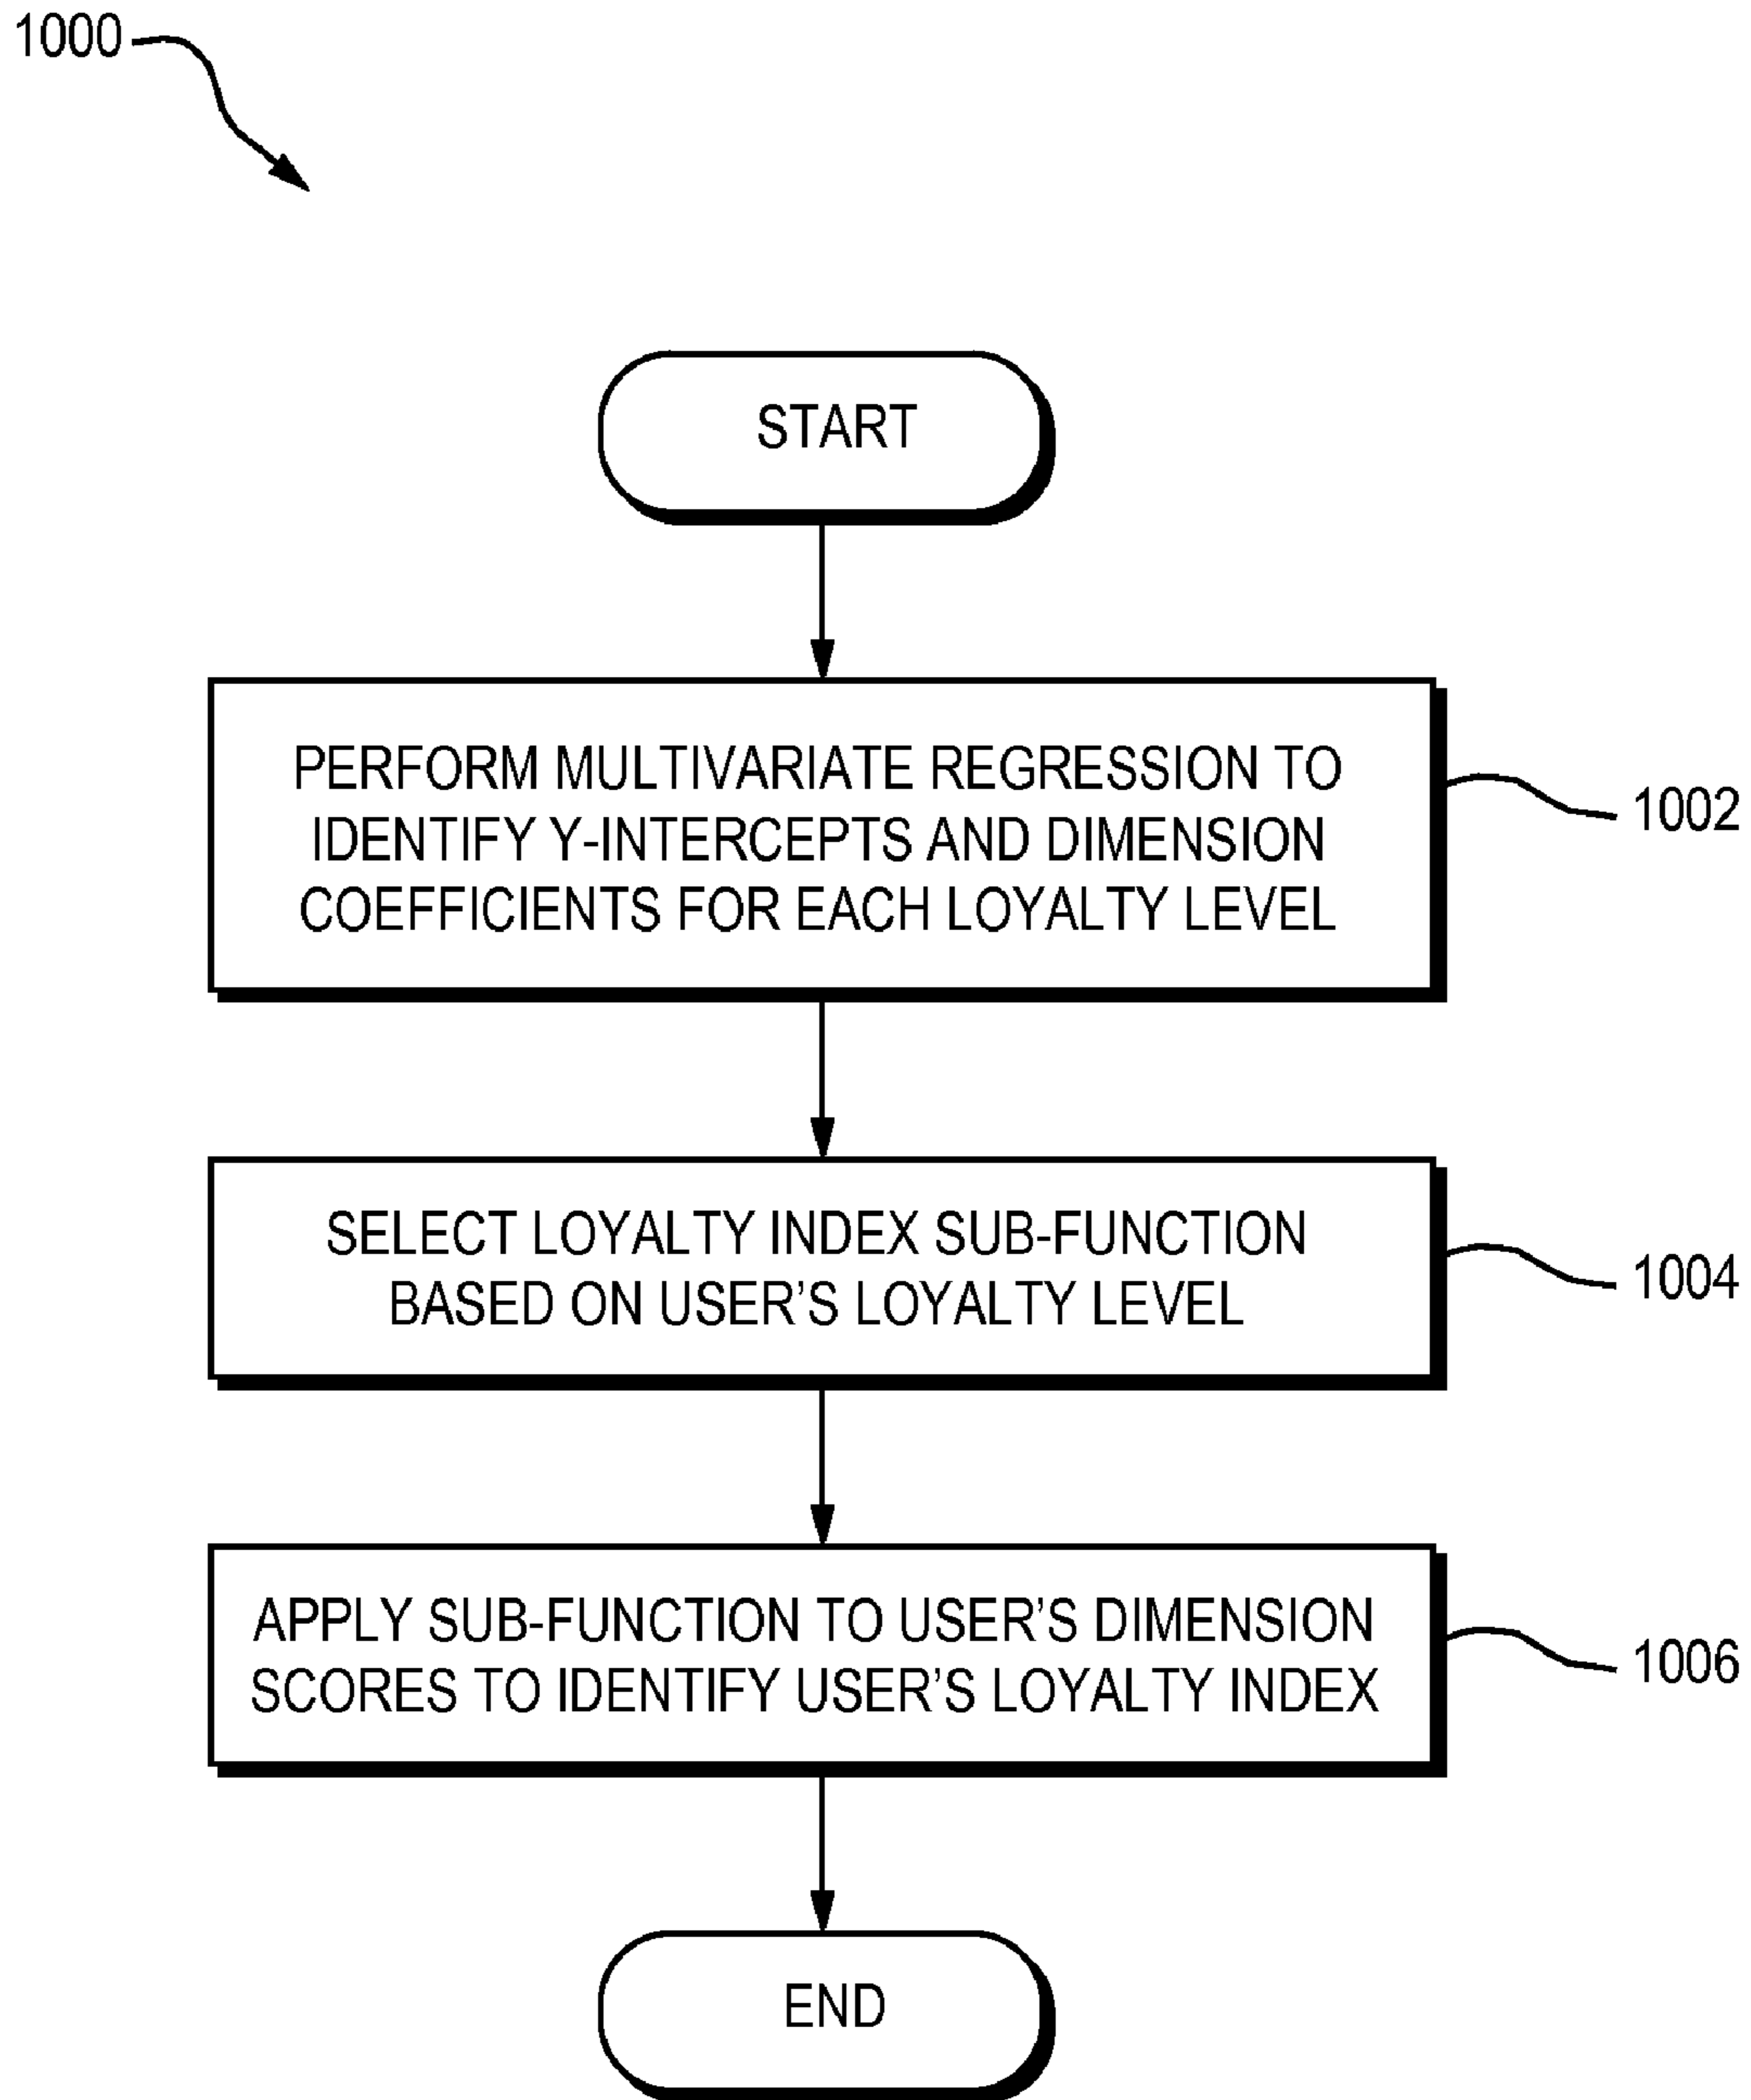 1000
START
PERFORM MULTIVARIATE REGRESSION TO
IDENTIFY Y-INTERCEPTS AND DIMENSION
COEFFICIENTS FOR EACH LOYALTY LEVEL
1002
SELECT LOYALTY INDEX SUB-FUNCTION
BASED ON USER’S LOYALTY LEVEL
1004
APPLY SUB-FUNCTION TO USER’S DIMENSION
SCORES TO IDENTIFY USER’S LOYALTY INDEX
1006
END